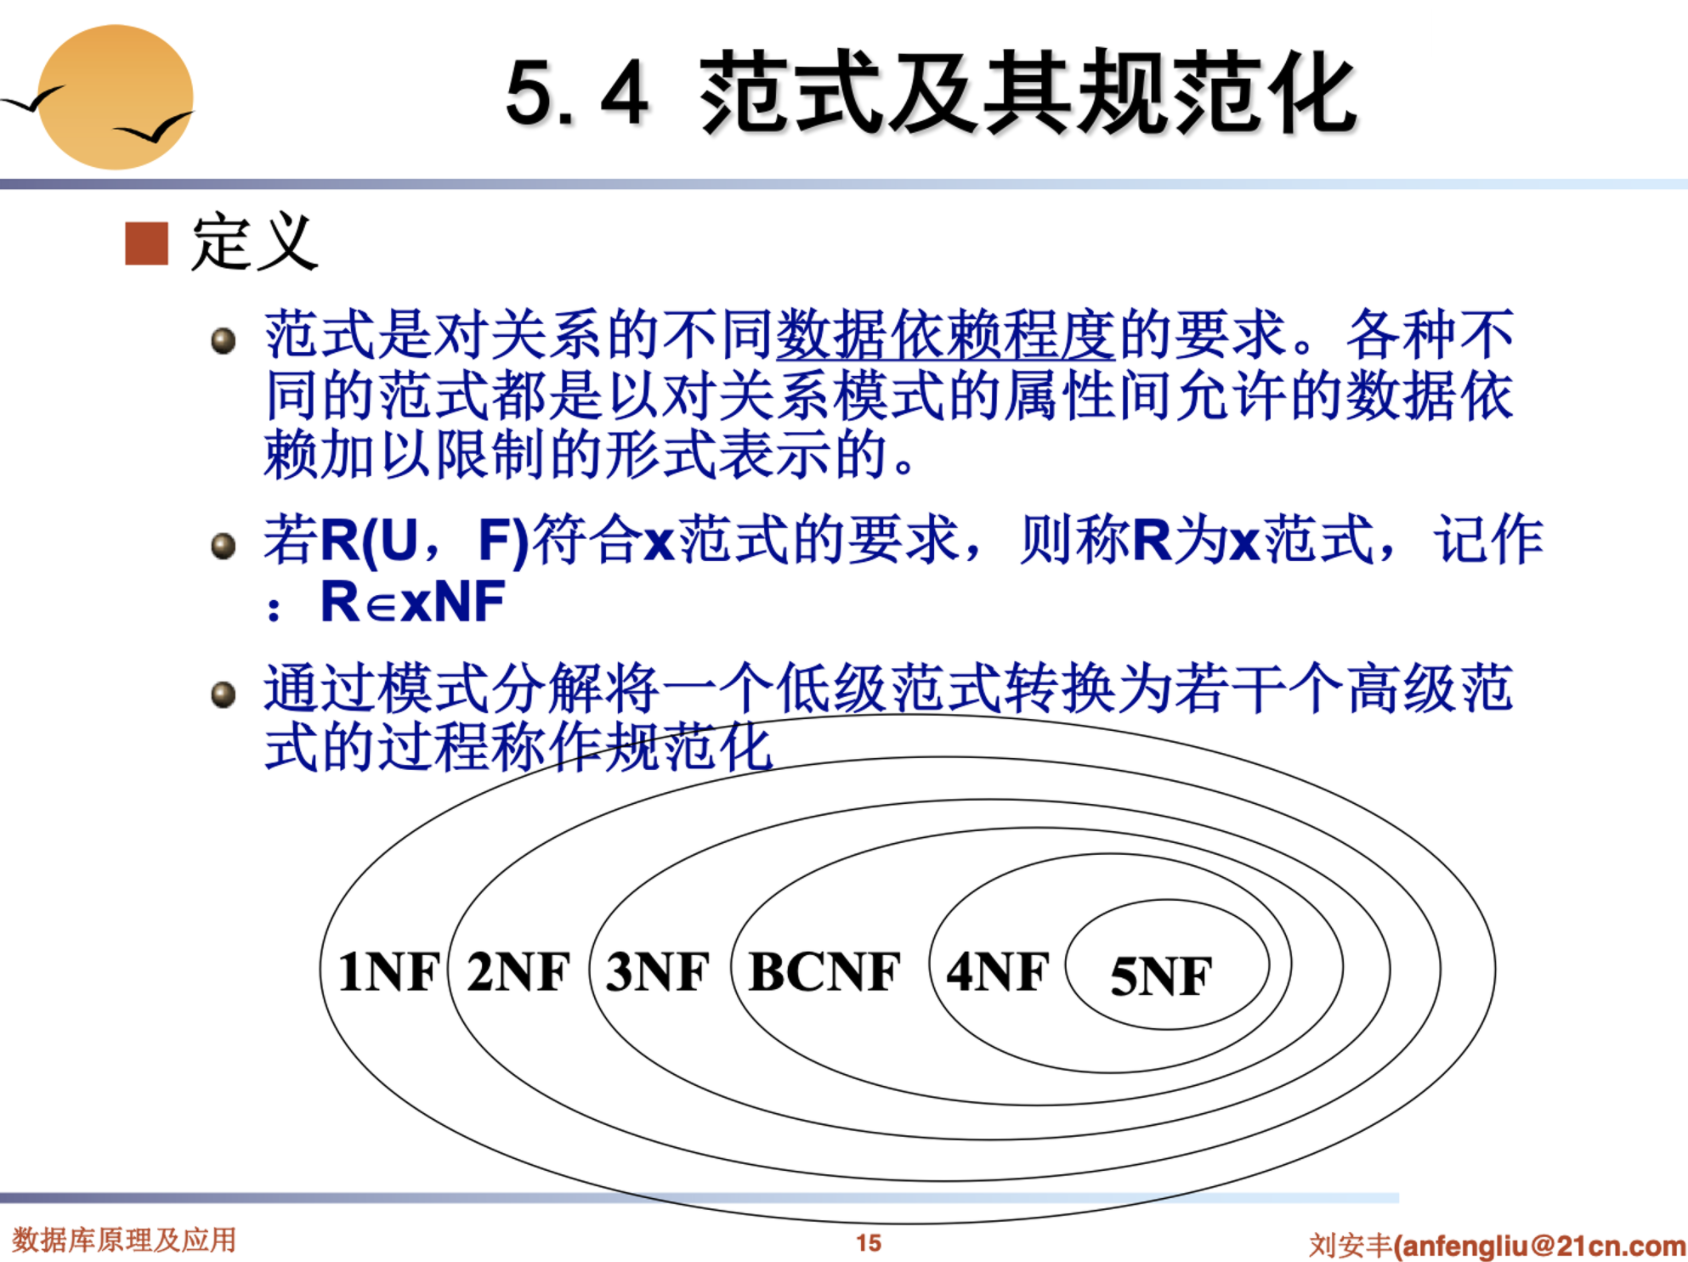 5.4 范式及其规范化
定义
范式是对关系的不同数据依赖程度的要求。各种不
同的范式都是以对关系模式的属性间允许的数据依
赖加以限制的形式表示的。
若R(U，F)符合x范式的要求，则称R为x范式，记作
：R∈xNF
通过模式分解将一个低级范式转换为若干个高级范
式的过程称作规范化
1NF 2NF 3NF BCNF 4NF 5NF
数据库原理及应用
15
刘安丰(anfengliu@21cn.com